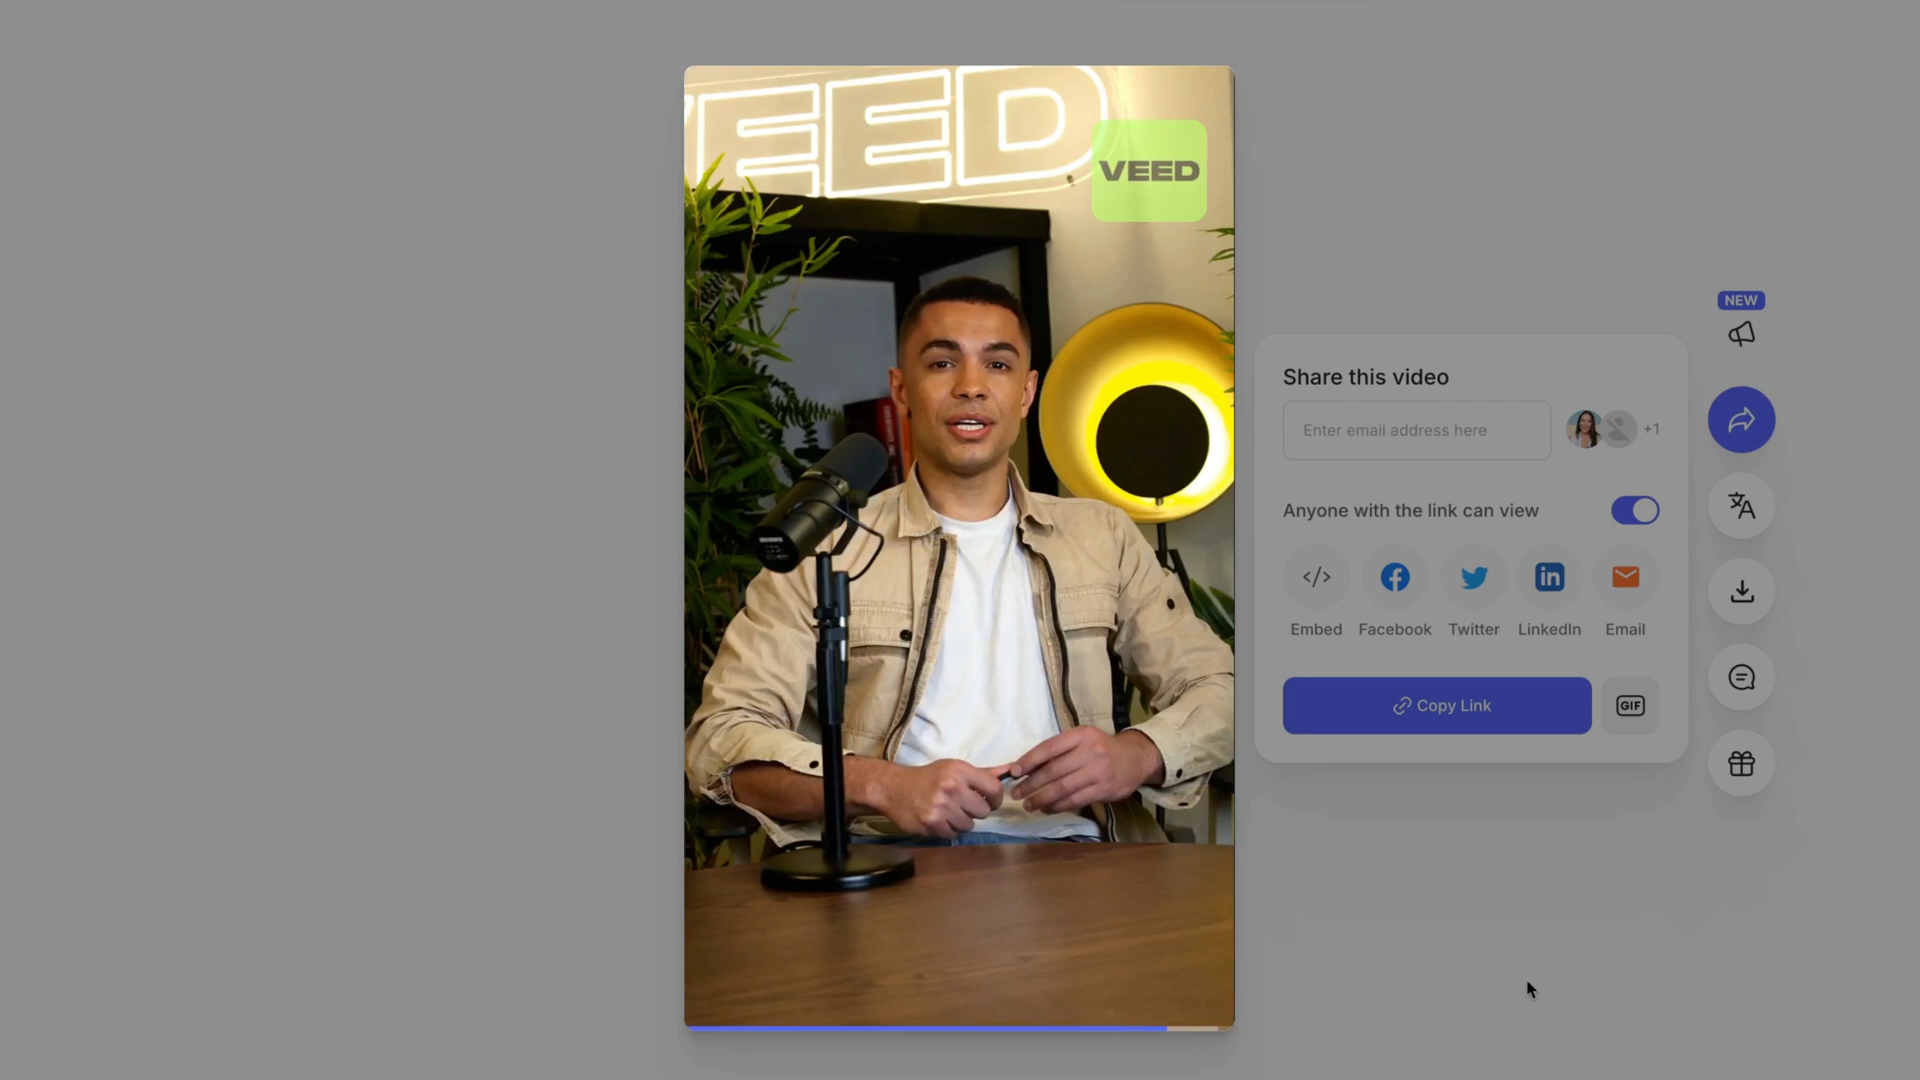 EED
VEED
NEW
Share this video
Enter email address here
+1
Anyone with the link can view
Embed Facebook Twitter LinkedIn Email
Copy Link
GIF